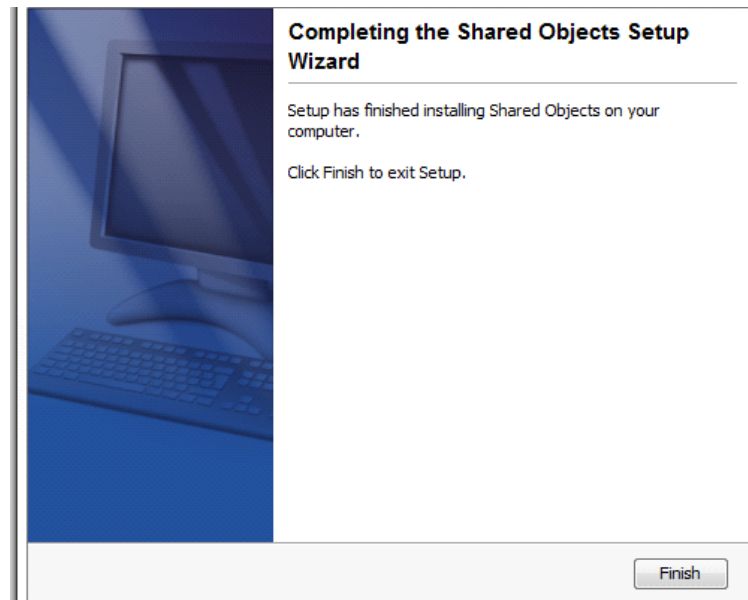 Completing the Shared Objects Setup
Wizard
Setup has finished installing Shared Objects on your
computer.
Click Finish to exit Setup.
Finish